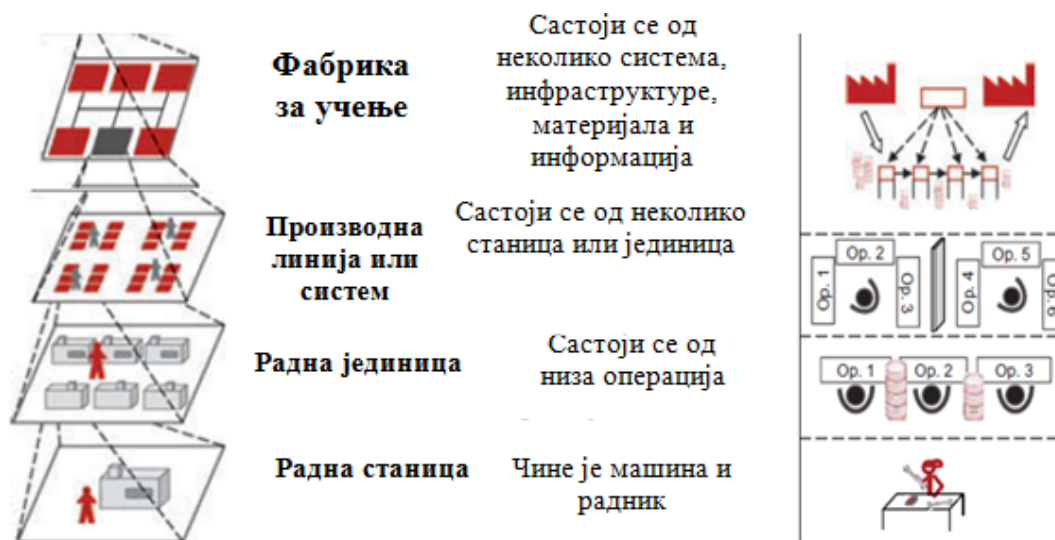 Фабрика
за учење
Састоји се од
неколико система,
инфраструктуре,
материјала и
информација
Производна
линија или
систем
Састоји се од неколико
станица или јединица
Op. 1
Op. 2
Op. 3
Op. 4
Op. 5
Op. 6
Радна јединица
Састоји се од
низа операција
Op. 1
Op. 2
Op. 3
Радна станица
Чине је машина и
радник